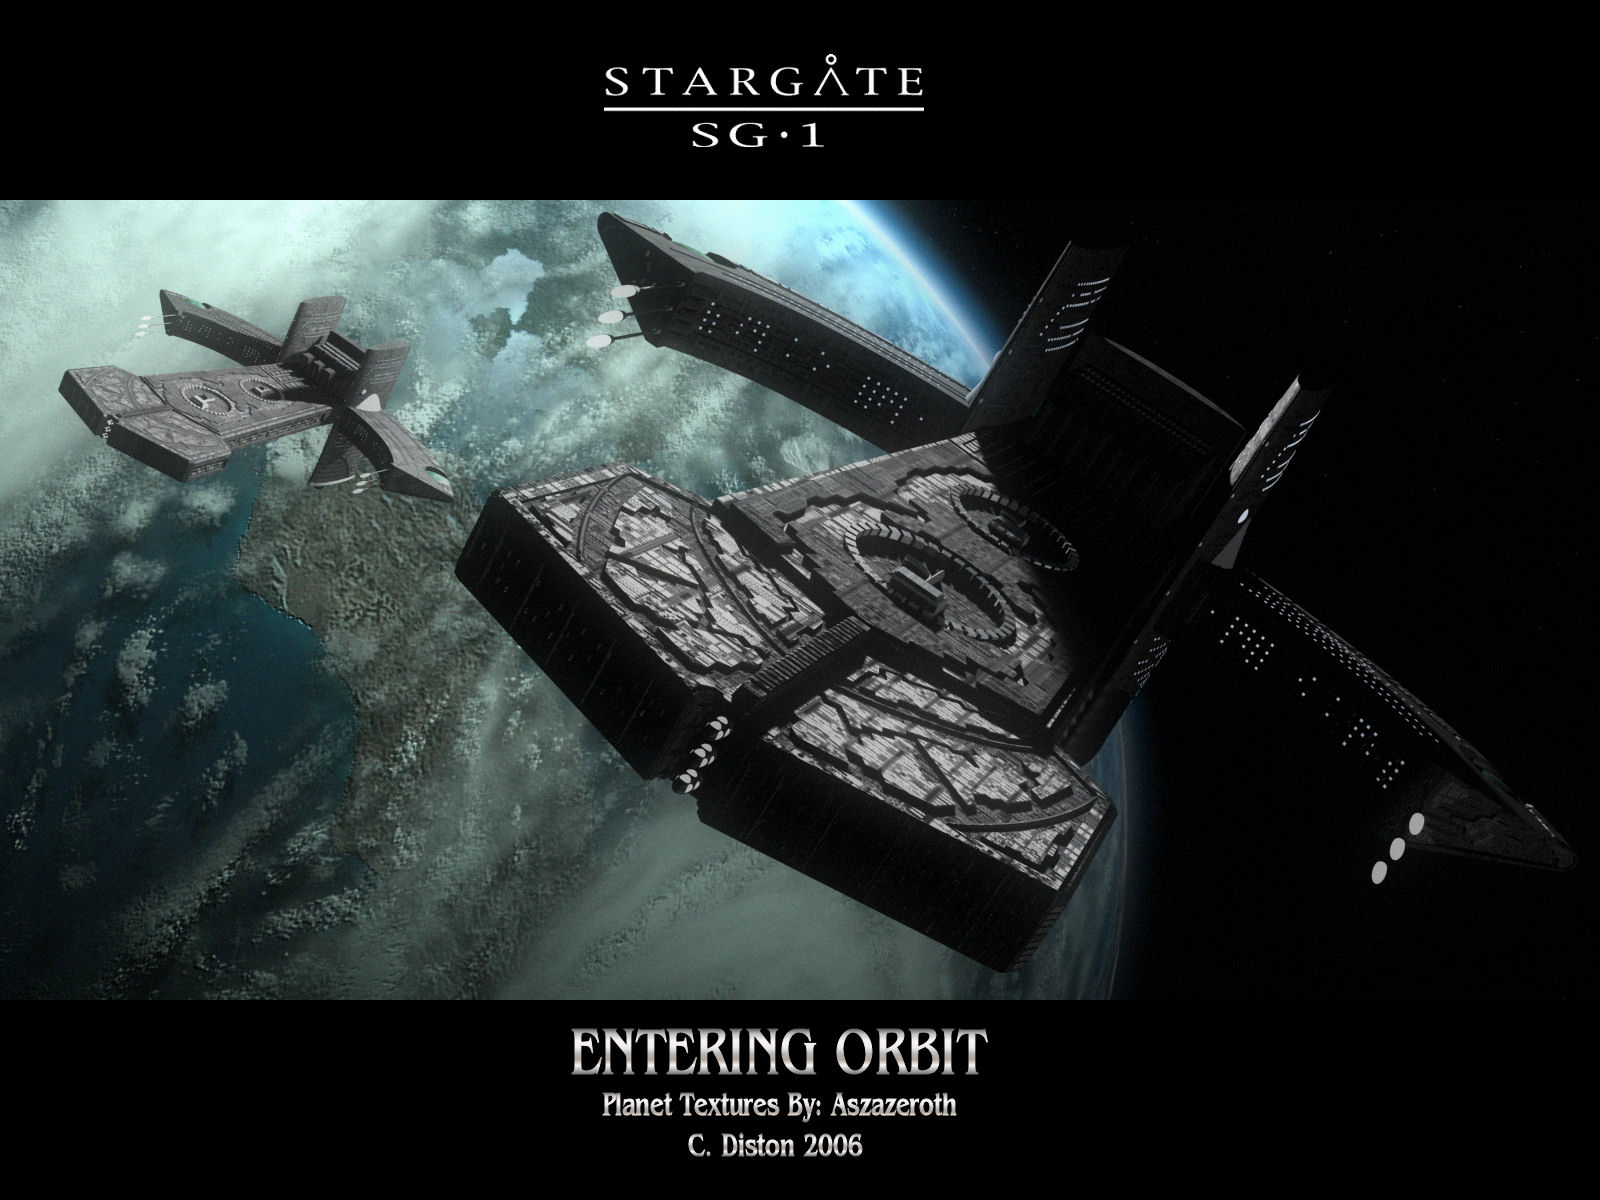 STARGATE
SG·1
ENTERING ORBIT
Planet Textures By: Aszazeroth
C. Diston 2006